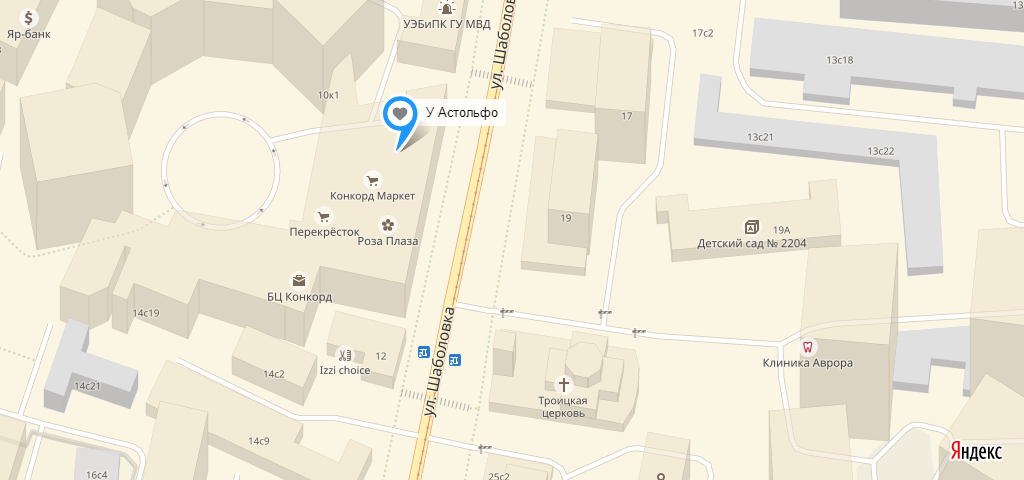 Яр-банк
УЭБиПК ГУ МВД
ул. Шаболовка
17с2
13с18
13
10к1
У Астольфо
17
13с21
13с22
Конкорд Маркет
Перекрёсток
Роза Плаза
19
19А
Детский сад № 2204
БЦ Конкорд
14с19
ул. Шаболовка
12
Izzi choice
14с2
14с21
Клиника Аврора
Троицкая
церковь
14с9
16с4
25с2
Яндекс